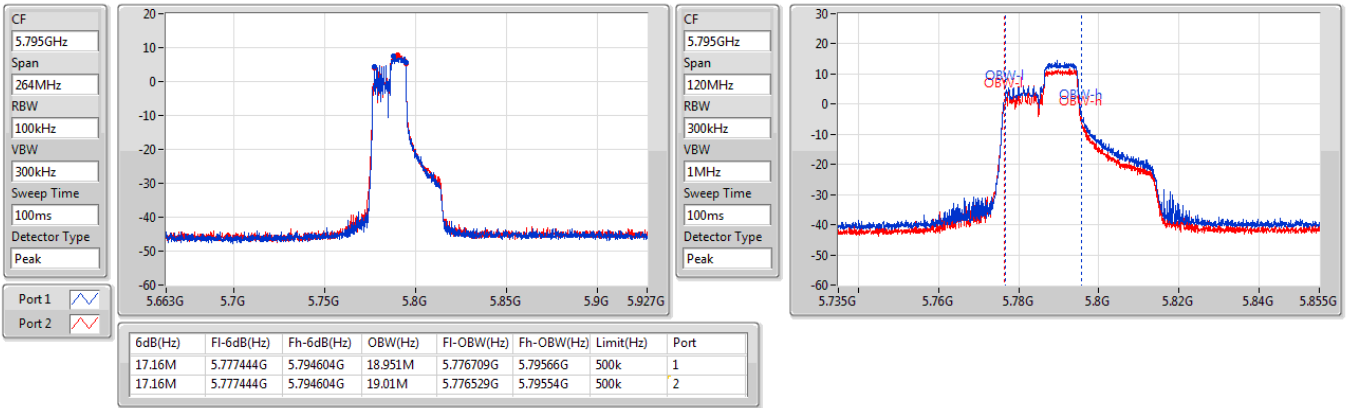 CF
5.795GHz
Span
264MHz
RBW
100kHz
VBW
300kHz
Sweep Time
100ms
Detector Type
Peak
Port 1
Port 2
20
10
0
-10
-20
-30
-40
-50
-60
5.663G 5.7G 5.75G 5.8G 5.85G 5.9G 5.927G
CF
5.795GHz
Span
120MHz
RBW
300kHz
VBW
1MHz
Sweep Time
100ms
Detector Type
Peak
30
20
10
0
-10
-20
-30
-40
-50
-60
OBW-l
OBW-l
OBW-h
OBW-h
5.735G 5.76G 5.78G 5.8G 5.82G 5.84G 5.855G
6dB(Hz) Fl-6dB(Hz) Fh-6dB(Hz) OBW(Hz) Fl-OBW(Hz) Fh-OBW(Hz) Limit(Hz) Port
17.16M 5.777444G 5.794604G 18.951M 5.776709G 5.79566G 500k 1
17.16M 5.777444G 5.794604G 19.01M 5.776529G 5.79554G 500k 2